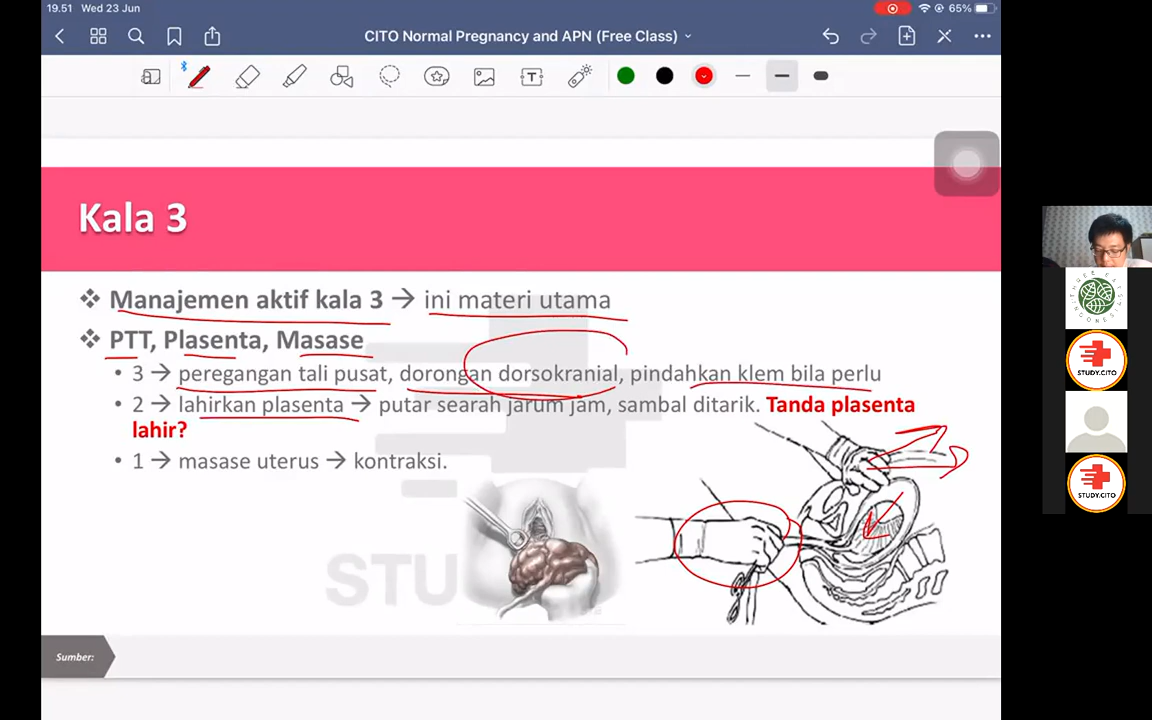 19.51 Wed 23 Jun
65%
CITO Normal Pregnancy and APN (Free Class)
T
Kala 3
❖ Manajemen aktif kala 3 → ini materi utama
❖ PTT, Plasenta, Masase
• 3 → peregangan tali pusat, dorongan dorsokranial, pindahkan klem bila perlu
• 2 → lahirkan plasenta → putar searah jarum jam, sambal ditarik. Tanda plasenta
lahir?
• 1 → masase uterus → kontraksi.
STU
Sumber:
STUDY.CITO
STUDY.CITO